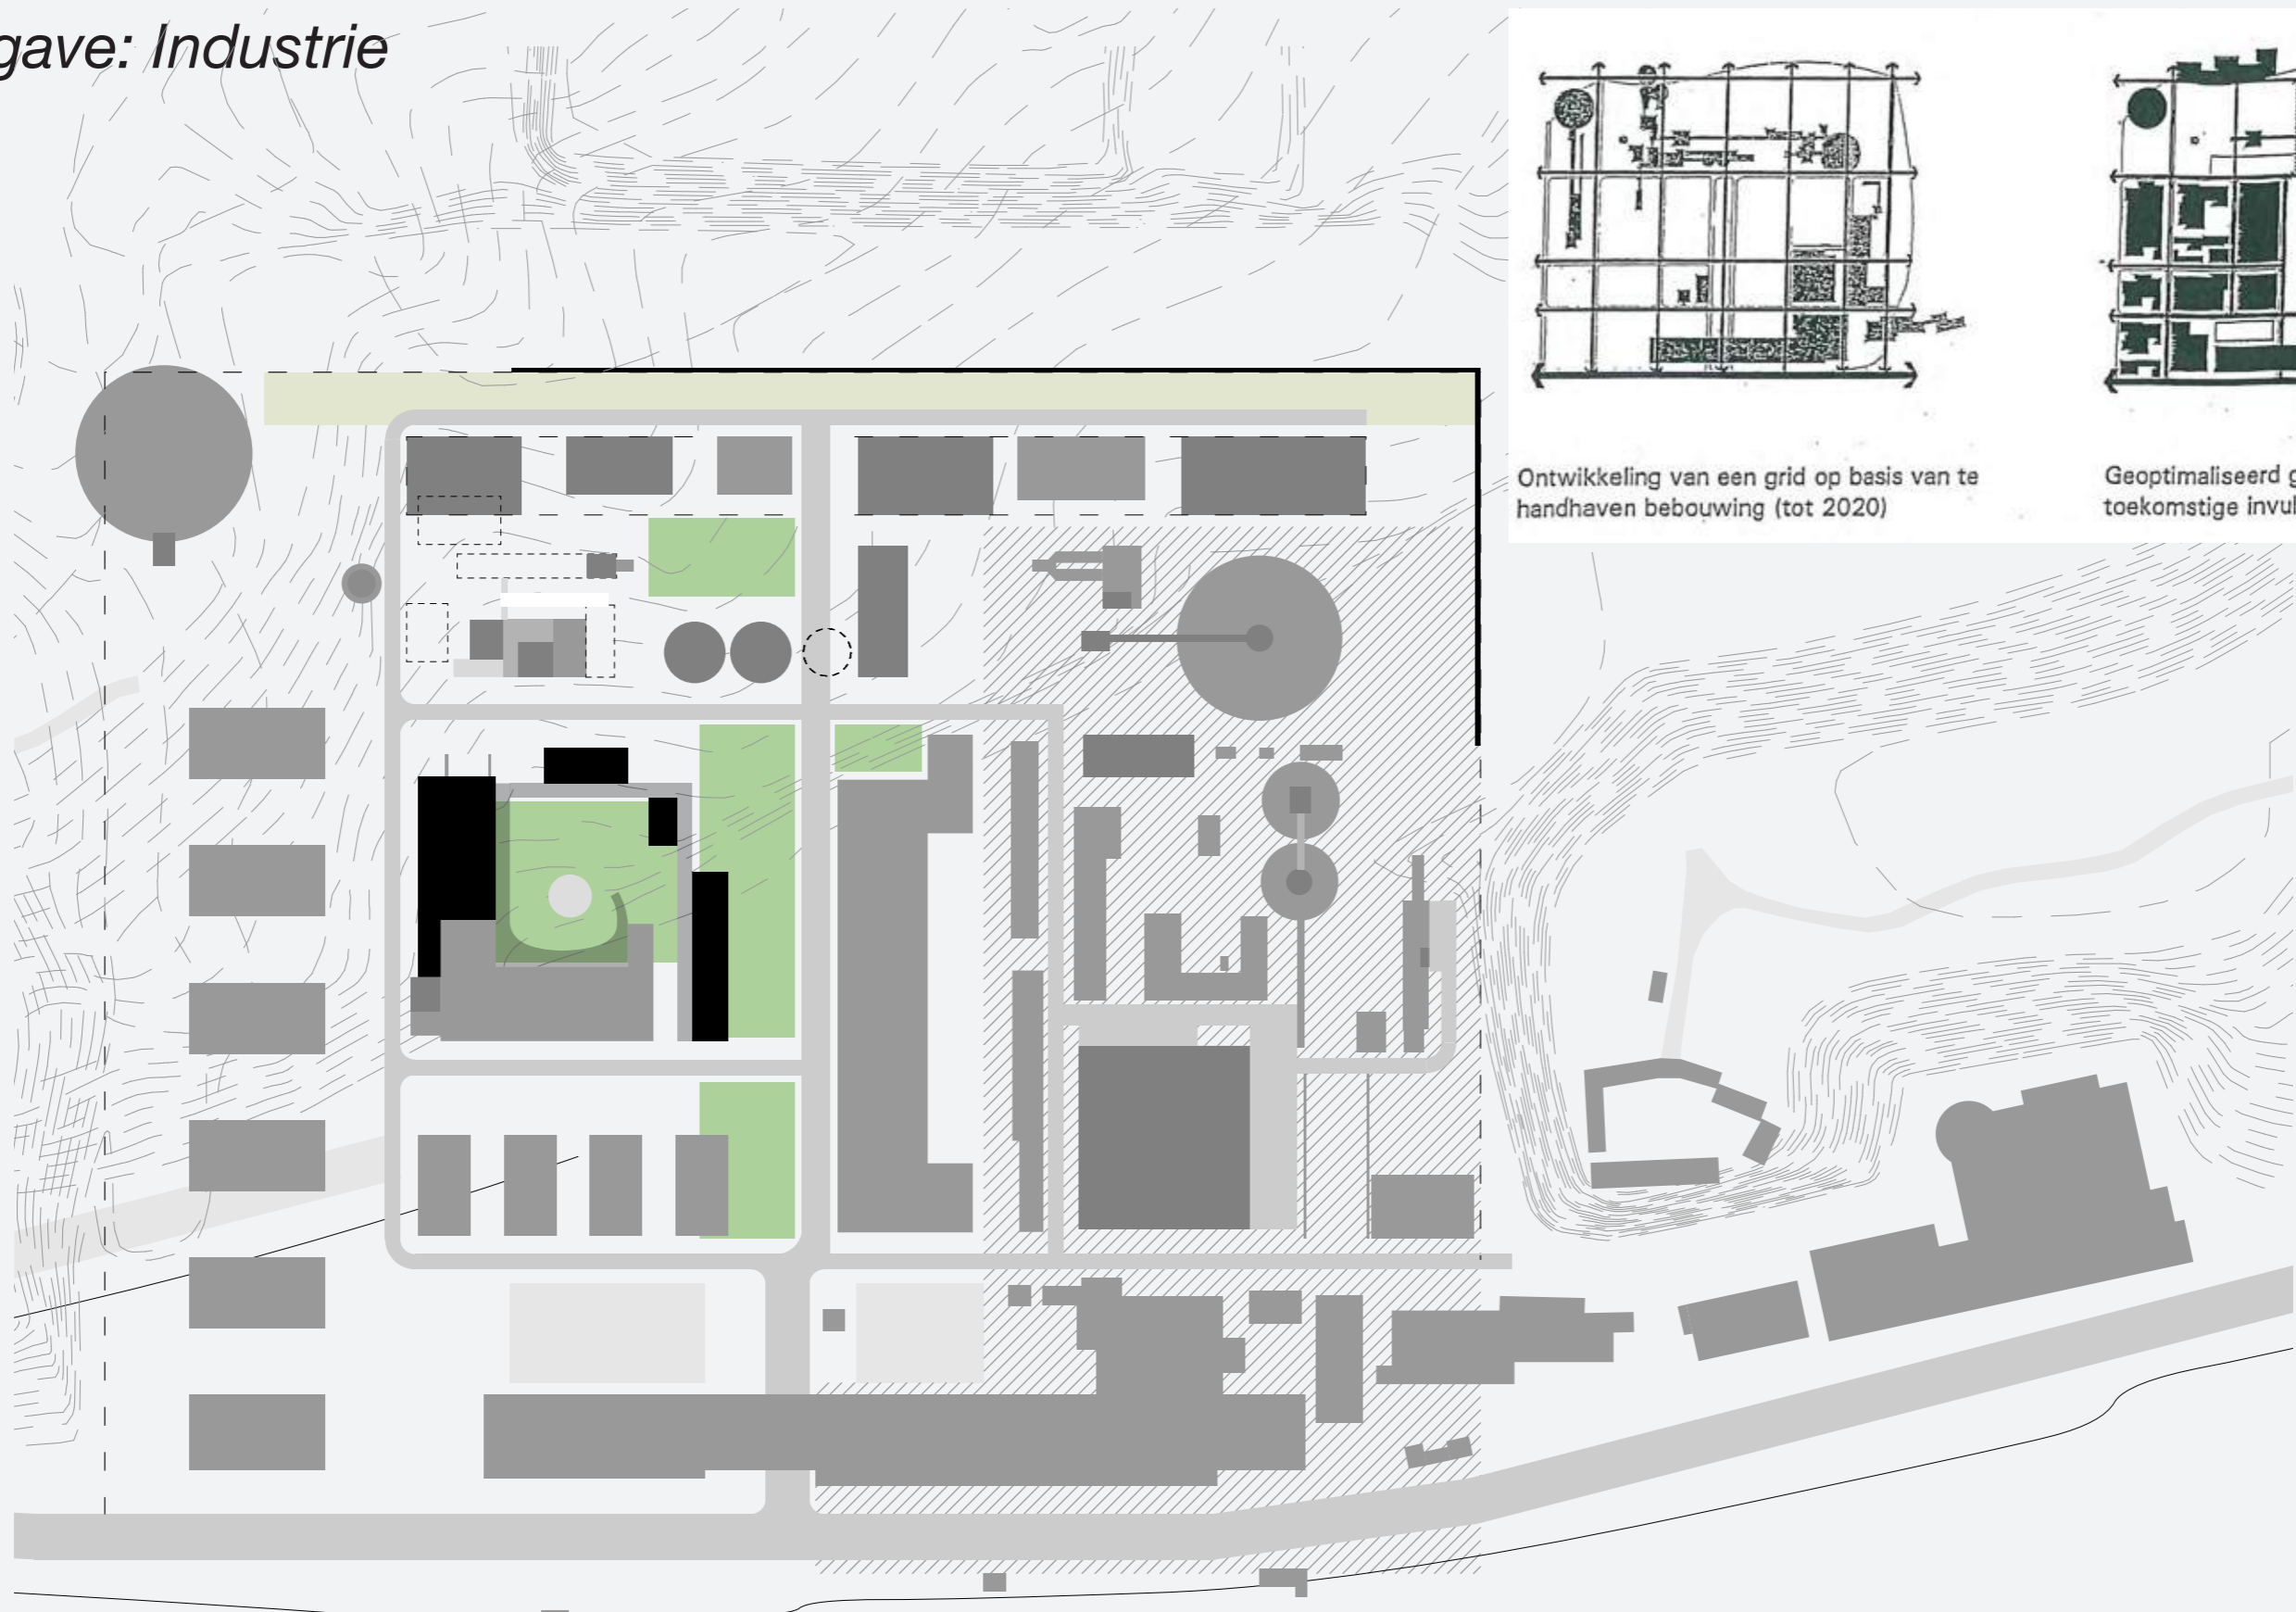 gave: Industrie
Ontwikkeling van een grid op basis van te
handhaven bebouwing (tot 2020)
Geoptimaliseerd g
toekomstige invul